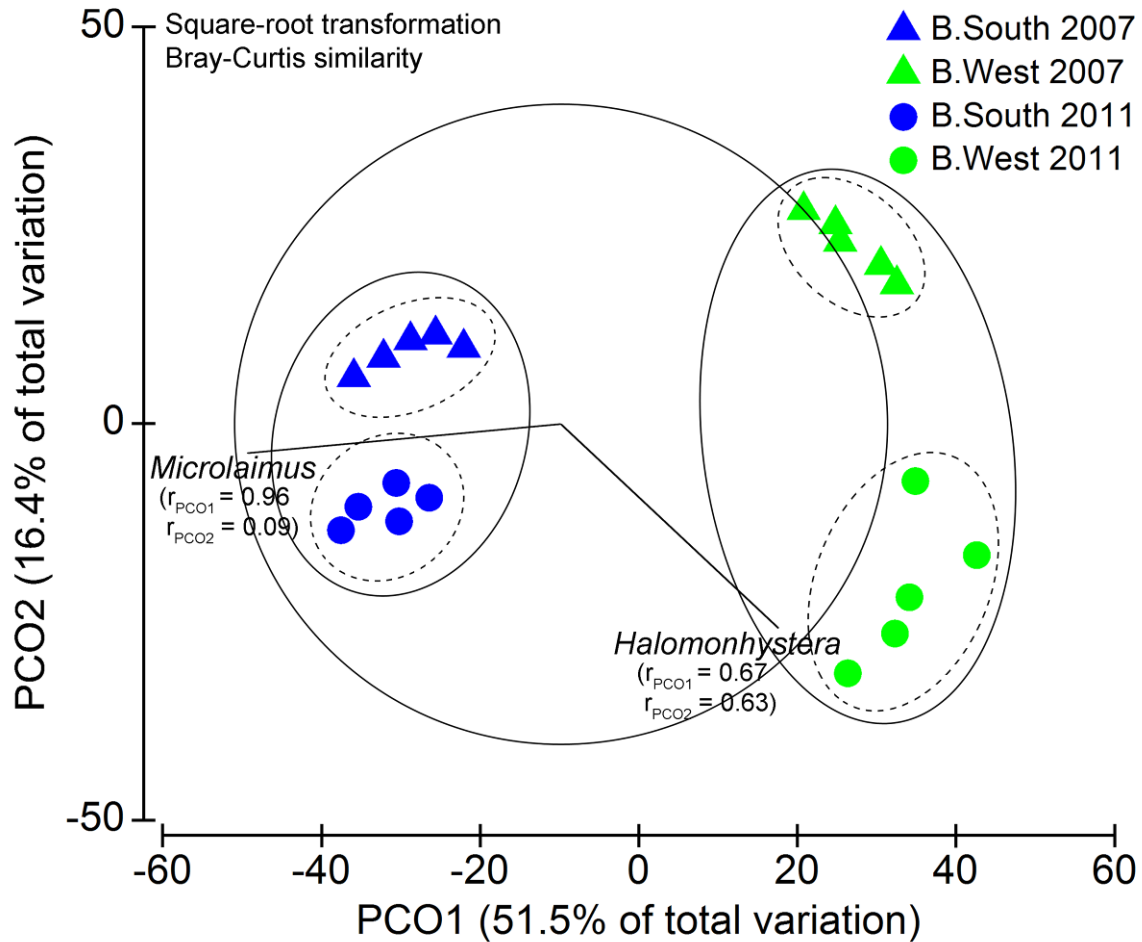 Square-root transformation
Bray-Curtis similarity
B.South 2007
B.West 2007
B.South 2011
B.West 2011
50
0
-50
PCO2 (16.4% of total variation)
Microlaimus
(rPCO1 = 0.96
rPCO2 = 0.09)
Halomonhystera
(rPCO1 = 0.67
rPCO2 = 0.63)
-60 -40 -20 0 20 40 60
PCO1 (51.5% of total variation)